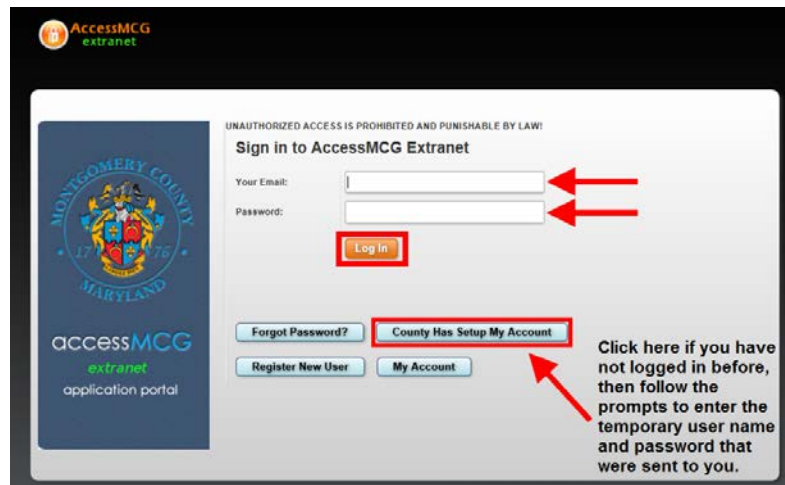 AccessMCG
extranet
UNAUTHORIZED ACCESS IS PROHIBITED AND PUNISHABLE BY LAW!
Sign in to AccessMCG Extranet
Your Email:
Password:
Log In
MONTGOMERY COUNTY
17 76
MARYLAND
accessMCG
extranet
application portal
Forgot Password?
County Has Setup My Account
Register New User
My Account
Click here if you have
not logged in before,
then follow the
prompts to enter the
temporary user name
and password that
were sent to you.